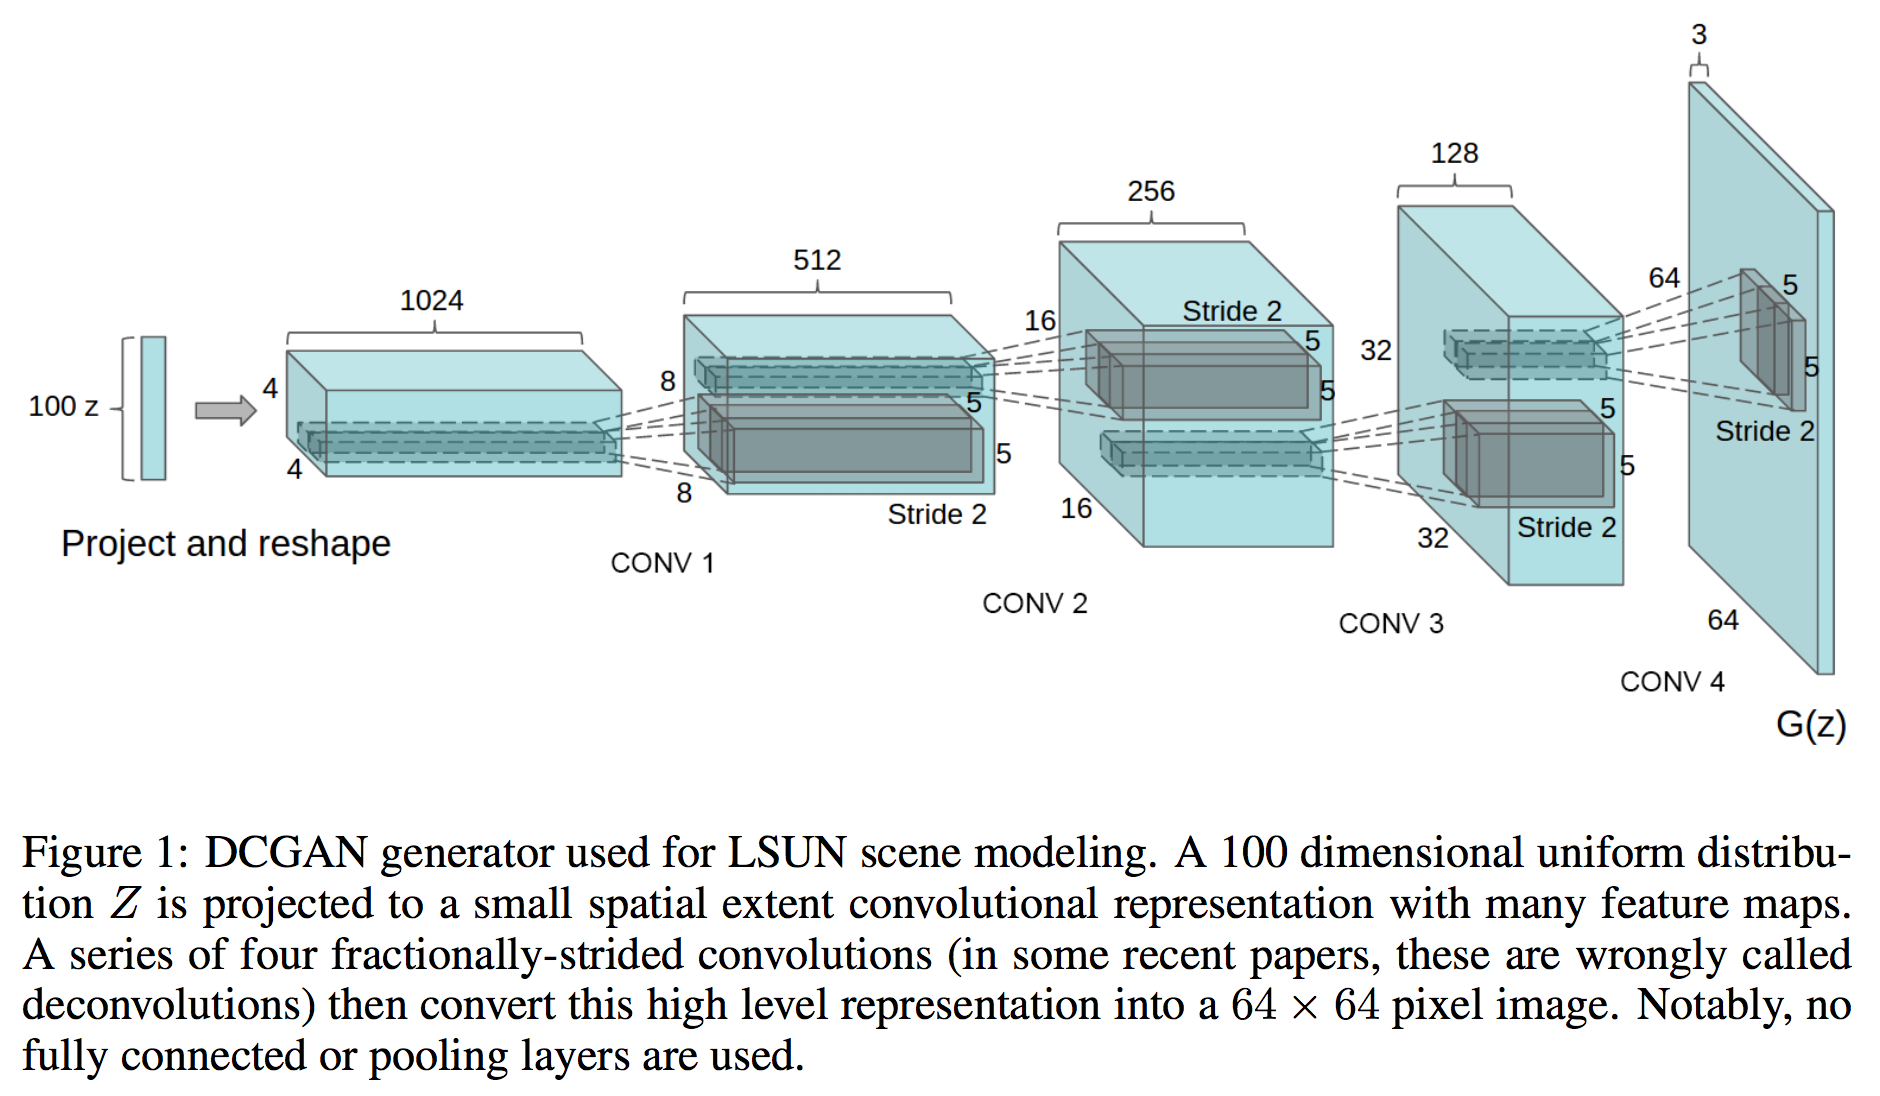 3
128
256
512
1024
64
5
Stride 2
16
5
32
4
8
5
5
5
5
100 z
Stride 2
5
5
4
8
16
32
Stride 2
Stride 2
Project and reshape
CONV 1
CONV 2
CONV 3
64
CONV 4
G(z)
Figure 1: DCGAN generator used for LSUN scene modeling. A 100 dimensional uniform distribu-
tion Z is projected to a small spatial extent convolutional representation with many feature maps.
A series of four fractionally-strided convolutions (in some recent papers, these are wrongly called
deconvolutions) then convert this high level representation into a 64 × 64 pixel image. Notably, no
fully connected or pooling layers are used.